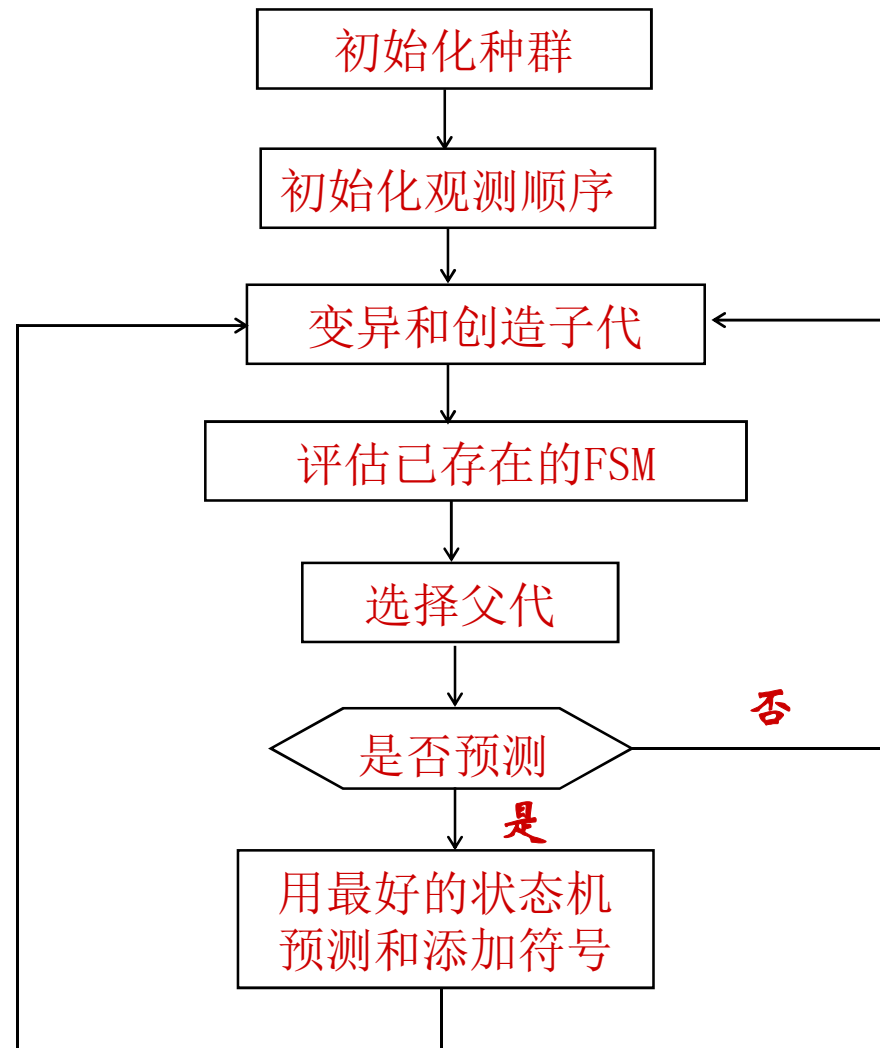 初始化种群
初始化观测顺序
变异和创造子代
评估已存在的FSM
选择父代
否
是否预测
是
用最好的状态机
预测和添加符号